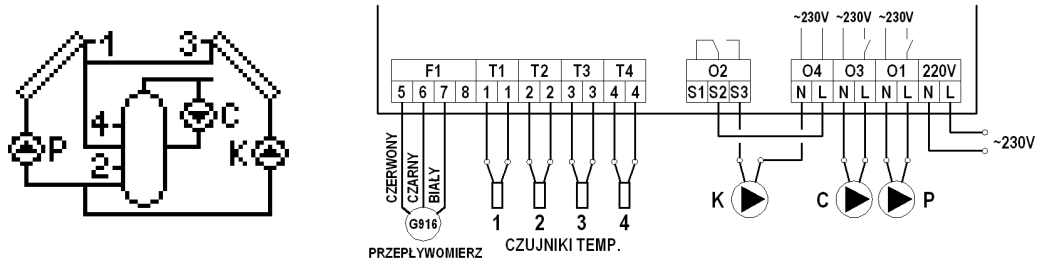 1 3
4 C
P 2 K
~230V ~230V ~230V
F1 T1 T2 T3 T4 O2 O4 O3 O1 220V
5 6 7 8 1 1 2 2 3 3 4 4 S1 S2 S3 N L N L N L N L
CZERWONY
CZARNY
BIAŁY
~230V
G916 1 2 3 4 K C P
PRZEPŁYWOMIERZ CZUJNIKI TEMP.